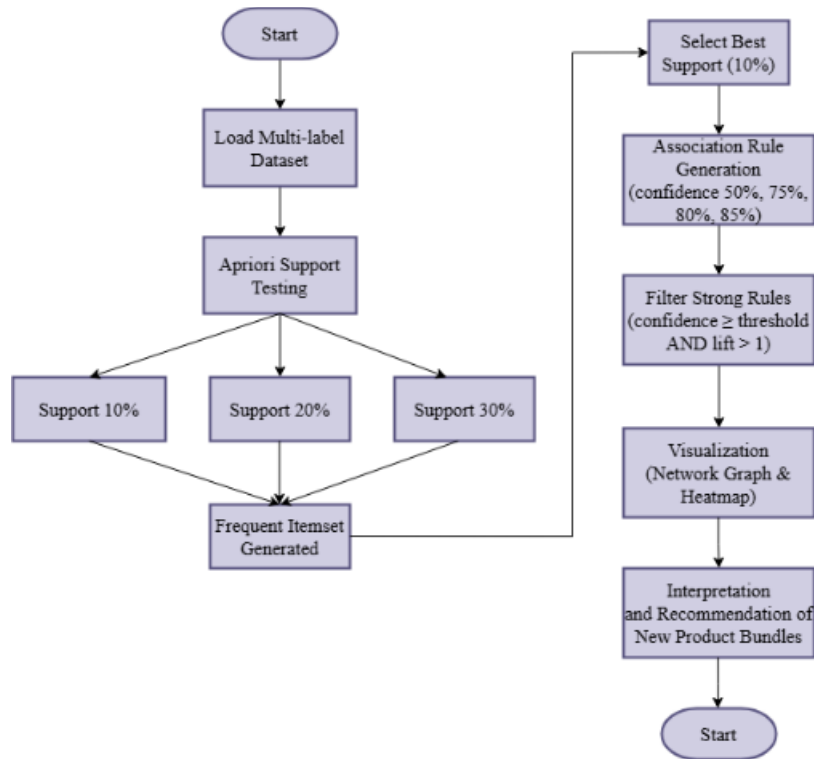 Start
Load Multi-label
Dataset
Apriori Support
Testing
Support 10%
Support 20%
Support 30%
Frequent Itemset
Generated
Select Best
Support (10%)
Association Rule
Generation
(confidence 50%, 75%,
80%, 85%)
Filter Strong Rules
(confidence ≥ threshold
AND lift > 1)
Visualization
(Network Graph &
Heatmap)
Interpretation
and Recommendation of
New Product Bundles
Start